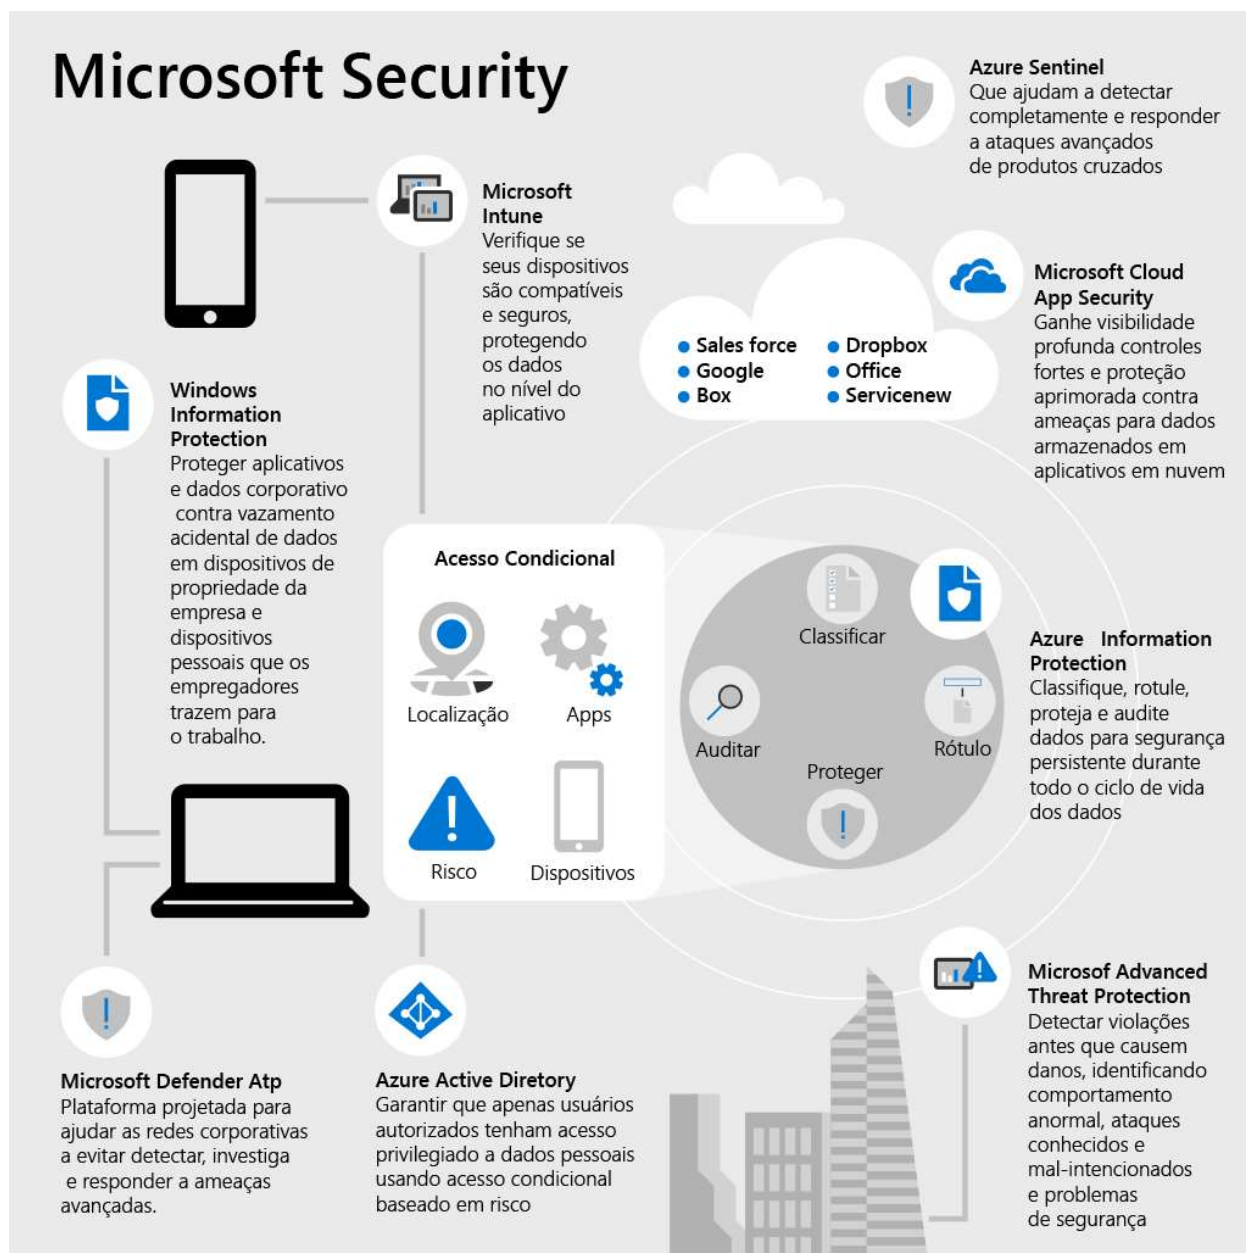 Microsoft Security
Azure Sentinel
Que ajudam a detectar
completamente e responder
a ataques avançados
de produtos cruzados
Microsoft
Intune
Verifique se
seus dispositivos
são compatíveis
e seguros,
protegendo
os dados
no nível do
aplicativo
Microsoft Cloud
App Security
Ganhe visibilidade
profunda controles
fortes e proteção
aprimorada contra
ameaças para dados
armazenados em
aplicativos em nuvem
Sales force
Google
Box
Dropbox
Office
Servicenew
Windows
Information
Protection
Proteger aplicativos
e dados corporativo
contra vazamento
acidental de dados
em dispositivos de
propriedade da
empresa e
dispositivos
pessoais que os
empregadores
trazem para
o trabalho.
Acesso Condicional
Localização
Apps
Risco
Dispositivos
Classificar
Auditar
Rótulo
Proteger
Azure Information
Protection
Classifique, rotule,
proteja e audite
dados para segurança
persistente durante
todo o ciclo de vida
dos dados
Microsoft Defender Atp
Plataforma projetada para
ajudar as redes corporativas
a evitar detectar, investiga
e responder a ameaças
avançadas.
Azure Active Diretory
Garantir que apenas usuários
autorizados tenham acesso
privilegiado a dados pessoais
usando acesso condicional
baseado em risco
Microsof Advanced
Threat Protection
Detectar violações
antes que causem
danos, identificando
comportamento
anormal, ataques
conhecidos e
mal-intencionados
e problemas
de segurança